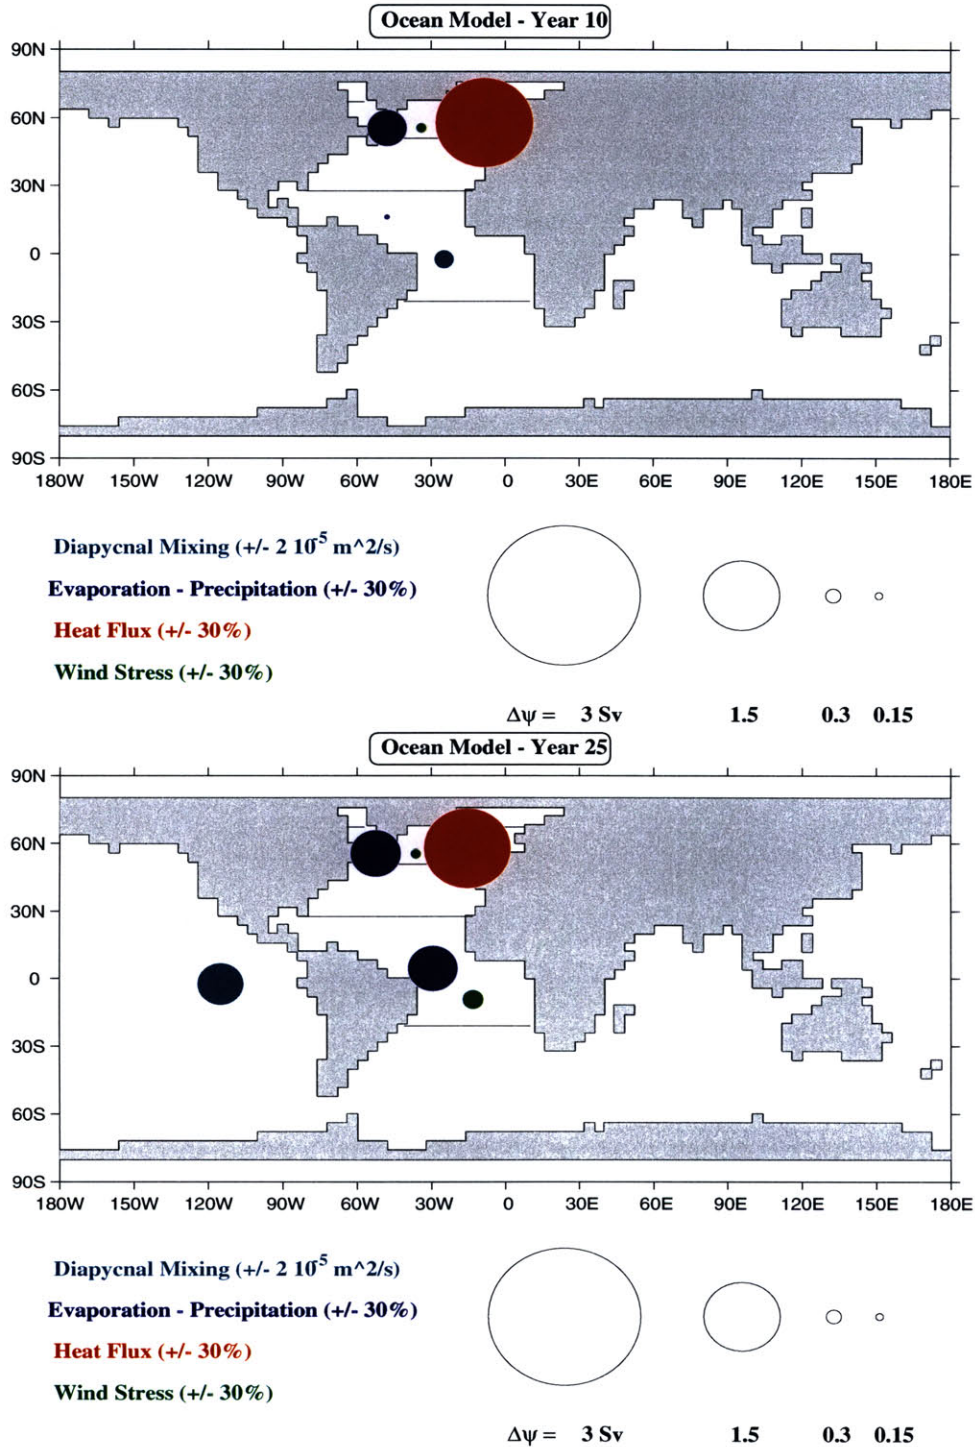 Ocean Model - Year 10
90N
60N
30N
0
30S
60S
90S
180W 150W 120W 90W 60W 30W 0 30E 60E 90E 120E 150E 180E
Diapycnal Mixing (+/- 2 10^-5 m^2/s)
Evaporation - Precipitation (+/- 30%)
Heat Flux (+/- 30%)
Wind Stress (+/- 30%)
Δψ = 3 Sv 1.5 0.3 0.15
Ocean Model - Year 25
90N
60N
30N
0
30S
60S
90S
180W 150W 120W 90W 60W 30W 0 30E 60E 90E 120E 150E 180E
Diapycnal Mixing (+/- 2 10^-5 m^2/s)
Evaporation - Precipitation (+/- 30%)
Heat Flux (+/- 30%)
Wind Stress (+/- 30%)
Δψ = 3 Sv 1.5 0.3 0.15